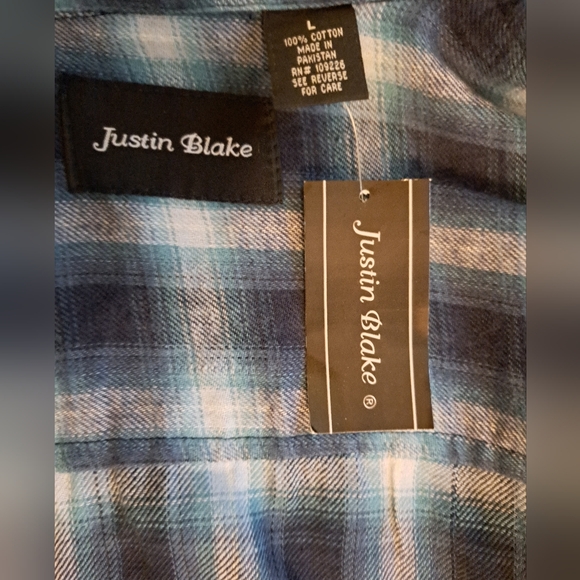 L
100% COTTON
MADE IN
PAKISTAN
RN# 109226
SEE REVERSE
FOR CARE
Justin Blake
Justin Blake ®